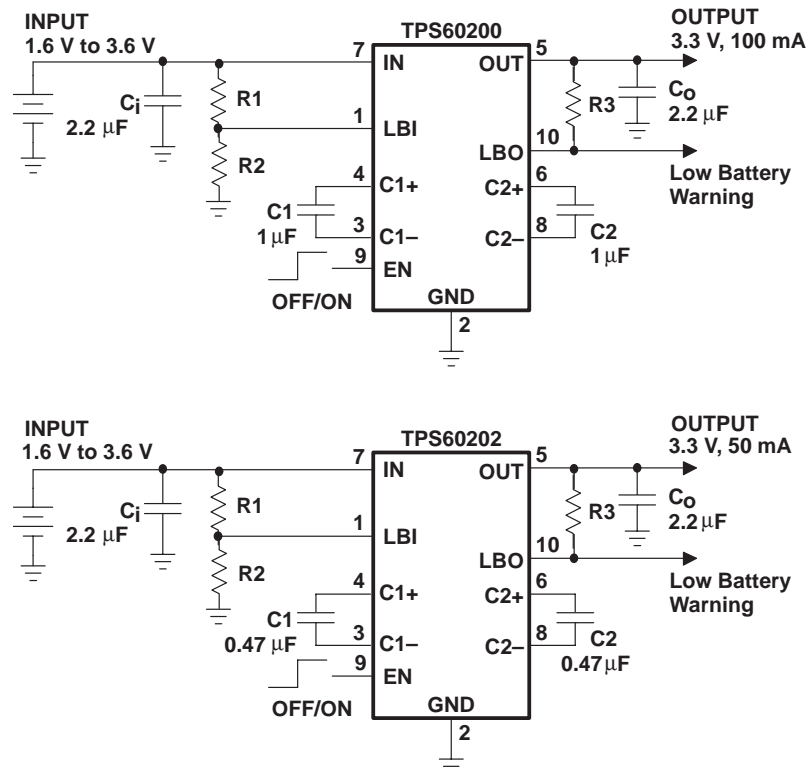 INPUT
1.6 V to 3.6 V
TPS60200
OUTPUT
3.3 V, 100 mA
7
IN
OUT
5
Ci
2.2 µF
R1
R3
Co
2.2 µF
1
LBI
R2
LBO
10
Low Battery
Warning
4
C1+
C2+
6
C1
1 µF
3
C1–
C2–
8
C2
1 µF
9
EN
OFF/ON
GND
2
INPUT
1.6 V to 3.6 V
TPS60202
OUTPUT
3.3 V, 50 mA
7
IN
OUT
5
Ci
2.2 µF
R1
R3
Co
2.2 µF
1
LBI
R2
LBO
10
Low Battery
Warning
4
C1+
C2+
6
C1
0.47 µF
3
C1–
C2–
8
C2
0.47 µF
9
EN
OFF/ON
GND
2